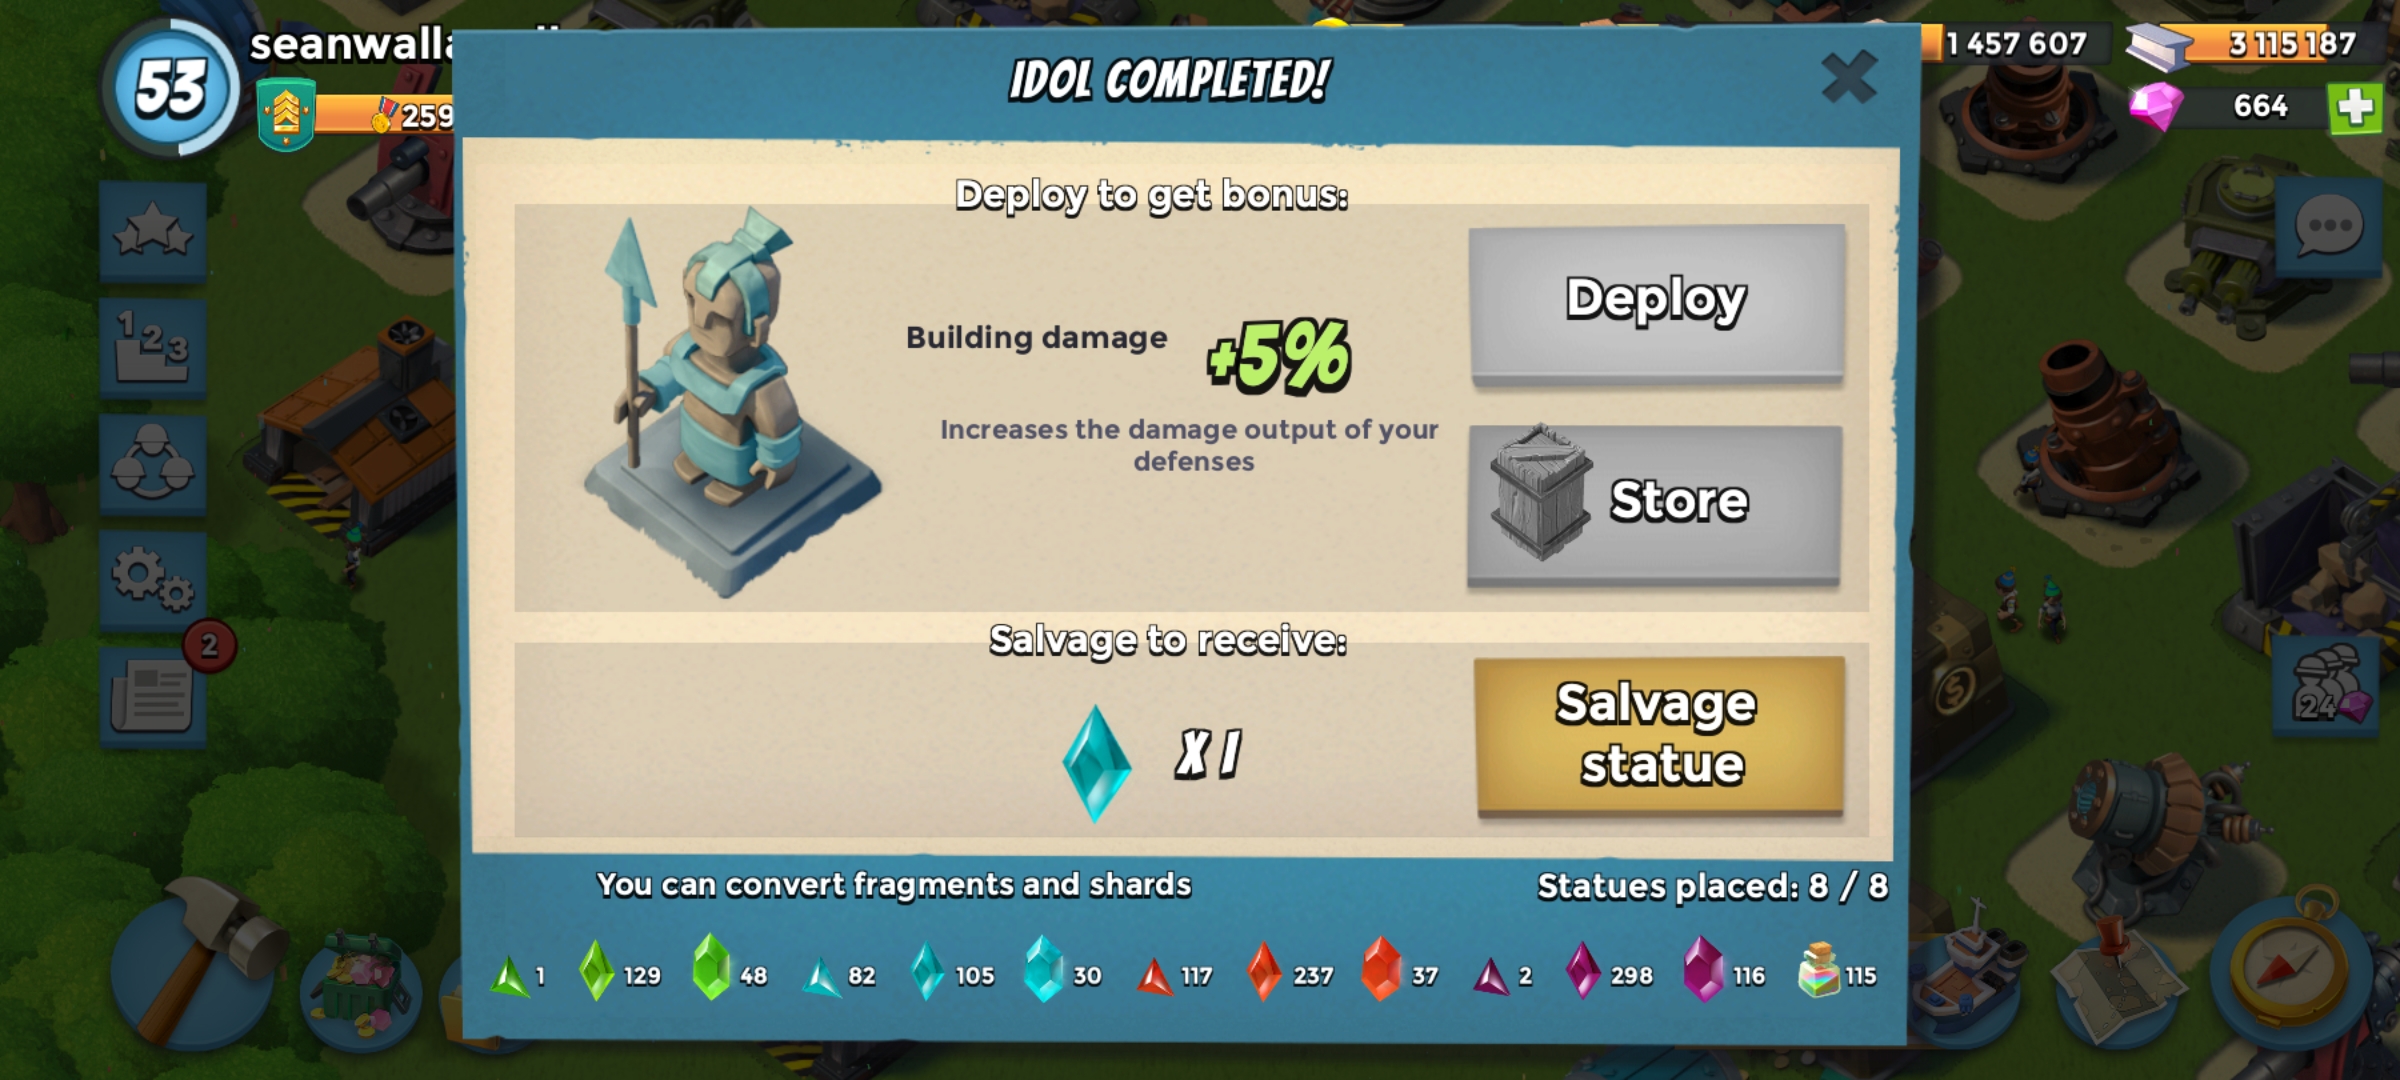 53
259
IDOL COMPLETED!
1 457 607
3 115 187
664
Deploy to get bonus:
Building damage +5%
Increases the damage output of your
defenses
Deploy
Store
1 2 3
2
Salvage to receive:
X 1
Salvage
statue
24
You can convert fragments and shards
Statues placed: 8 / 8
1 129 48 82 105 30 117 237 37 2 298 116 115